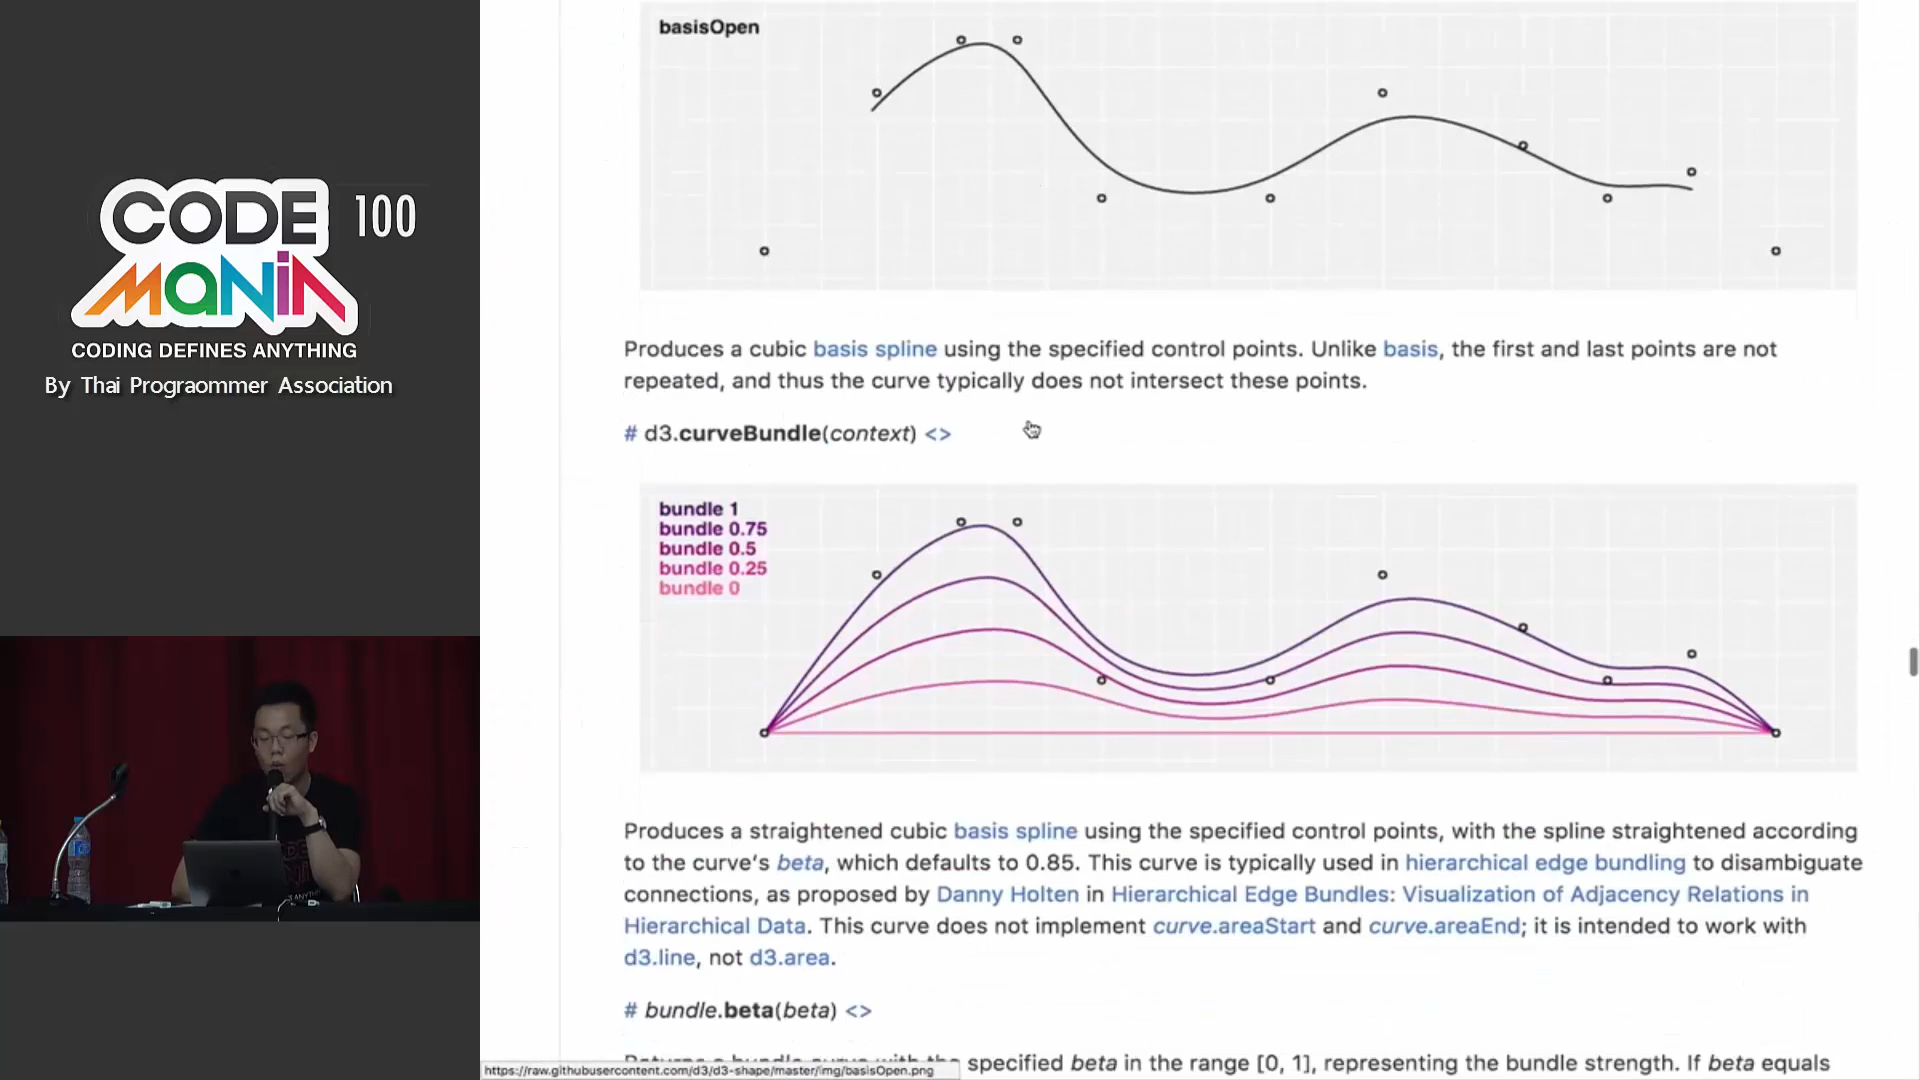 CODE
100
MANiA
CODING DEFINES ANYTHING
By Thai Prograommer Association
basisOpen
Produces a cubic basis spline using the specified control points. Unlike basis, the first and last points are not
repeated, and thus the curve typically does not intersect these points.
# d3.curveBundle(context) <>
bundle 1
bundle 0.75
bundle 0.5
bundle 0.25
bundle 0
Produces a straightened cubic basis spline using the specified control points, with the spline straightened according
to the curve's beta, which defaults to 0.85. This curve is typically used in hierarchical edge bundling to disambiguate
connections, as proposed by Danny Holten in Hierarchical Edge Bundles: Visualization of Adjacency Relations in
Hierarchical Data. This curve does not implement curve.areaStart and curve.areaEnd; it is intended to work with
d3.line, not d3.area.
# bundle.beta(beta) <>
specified beta in the range [0, 1], representing the bundle strength. If beta equals
https://raw.githubusercontent.com/d3/d3-shape/master/img/basisOpen.png